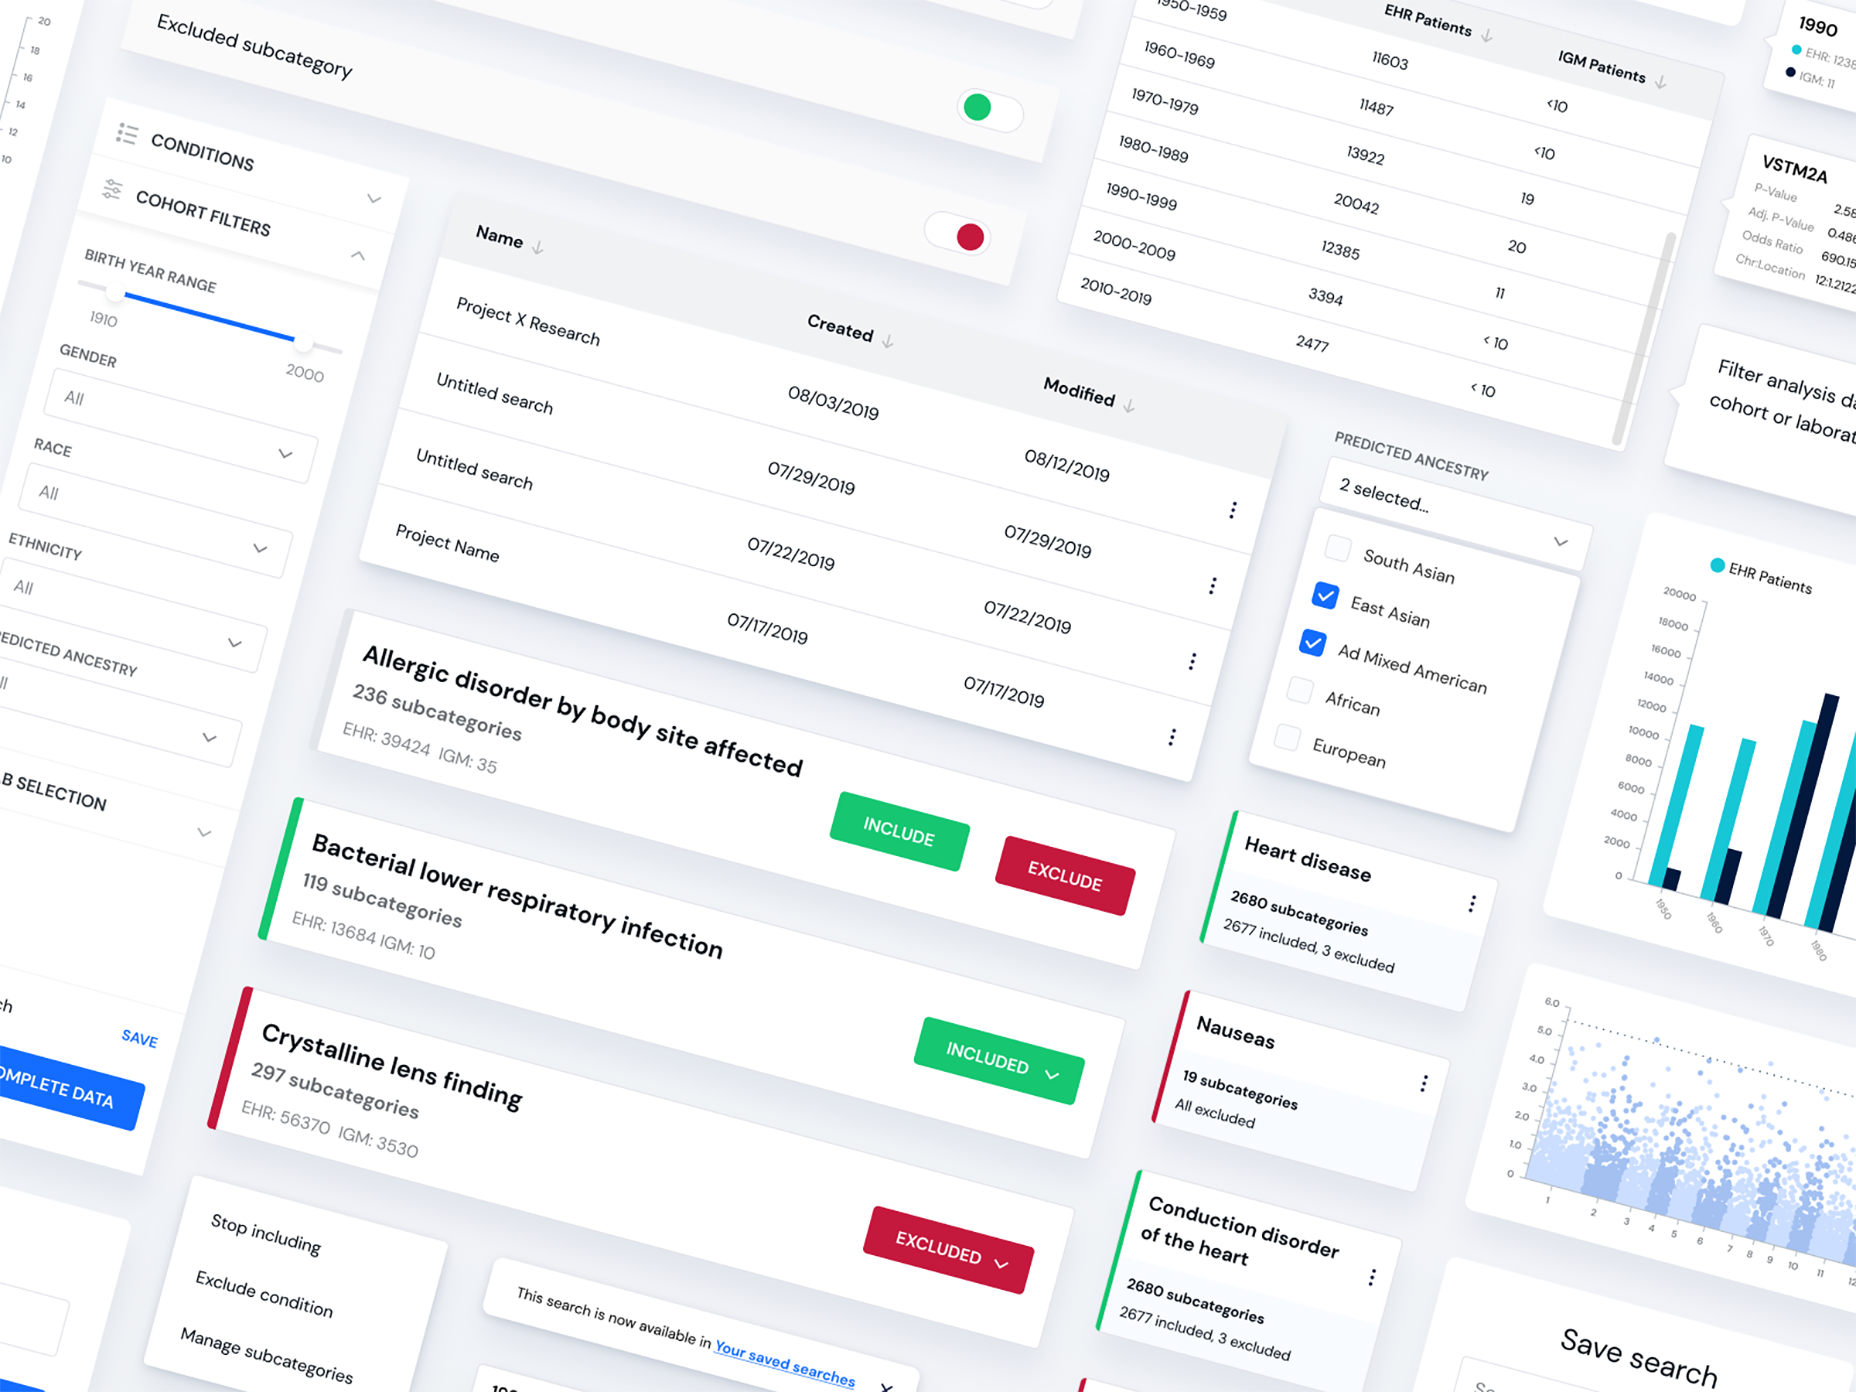 20
18
16
14
12
10
Excluded subcategory
CONDITIONS
COHORT FILTERS
BIRTH YEAR RANGE
1910
2000
GENDER
All
RACE
All
ETHNICITY
All
REDICTED ANCESTRY
ll
B SELECTION
ch
SAVE
OMPLETE DATA
Name
Created
Modified
Project X Research
08/03/2019
08/12/2019
Untitled search
07/29/2019
07/29/2019
Untitled search
07/22/2019
07/22/2019
Project Name
07/17/2019
07/17/2019
EHR Patients
IGM Patients
1950-1959
11603
<10
1960-1969
11487
<10
1970-1979
13922
19
1980-1989
20042
20
1990-1999
12385
11
2000-2009
3394
< 10
2010-2019
2477
< 10
1990
EHR: 1238
IGM: 11
VSTM2A
P-Value 2.58
Adj. P-Value 0.486
Odds Ratio 690.15
Chr:Location 12:1.2122
Filter analysis da
cohort or laborat
PREDICTED ANCESTRY
2 selected...
South Asian
East Asian
Ad Mixed American
African
European
Allergic disorder by body site affected
236 subcategories
EHR: 39424 IGM: 35
INCLUDE
EXCLUDE
Bacterial lower respiratory infection
119 subcategories
EHR: 13684 IGM: 10
INCLUDED
Crystalline lens finding
297 subcategories
EHR: 56370 IGM: 3530
EXCLUDED
Heart disease
2680 subcategories
2677 included, 3 excluded
Nauseas
19 subcategories
All excluded
Conduction disorder
of the heart
2680 subcategories
2677 included, 3 excluded
EHR Patients
20000
18000
16000
14000
12000
10000
8000
6000
4000
2000
0
1950
1960
1970
1980
6.0
5.0
4.0
3.0
2.0
1.0
0
1 2 3 4 5 6 7 8 9 10 11 12
Stop including
Exclude condition
Manage subcategories
This search is now available in Your saved searches
Save search